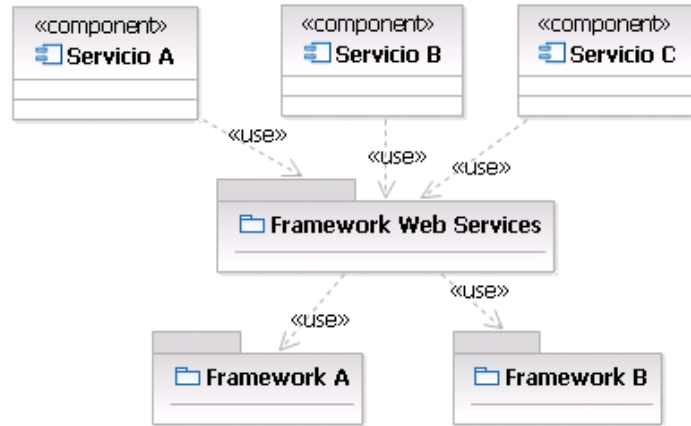 «component»
Servicio A
«component»
Servicio B
«component»
Servicio C
«use»
«use»
«use»
Framework Web Services
«use»
«use»
Framework A
Framework B